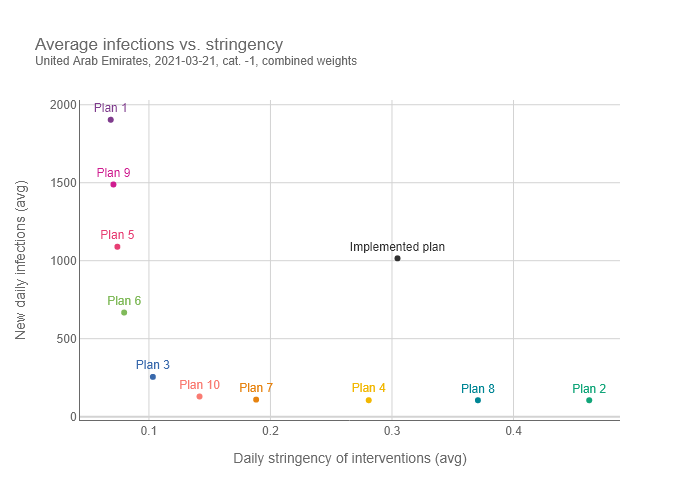 Average infections vs. stringency
United Arab Emirates, 2021-03-21, cat. -1, combined weights
2000
Plan 1
Plan 9
1500
Plan 5
Implemented plan
1000
Plan 6
500
Plan 3
Plan 10
Plan 7
Plan 4
Plan 8
Plan 2
0
0.1
0.2
0.3
0.4
New daily infections (avg)
Daily stringency of interventions (avg)